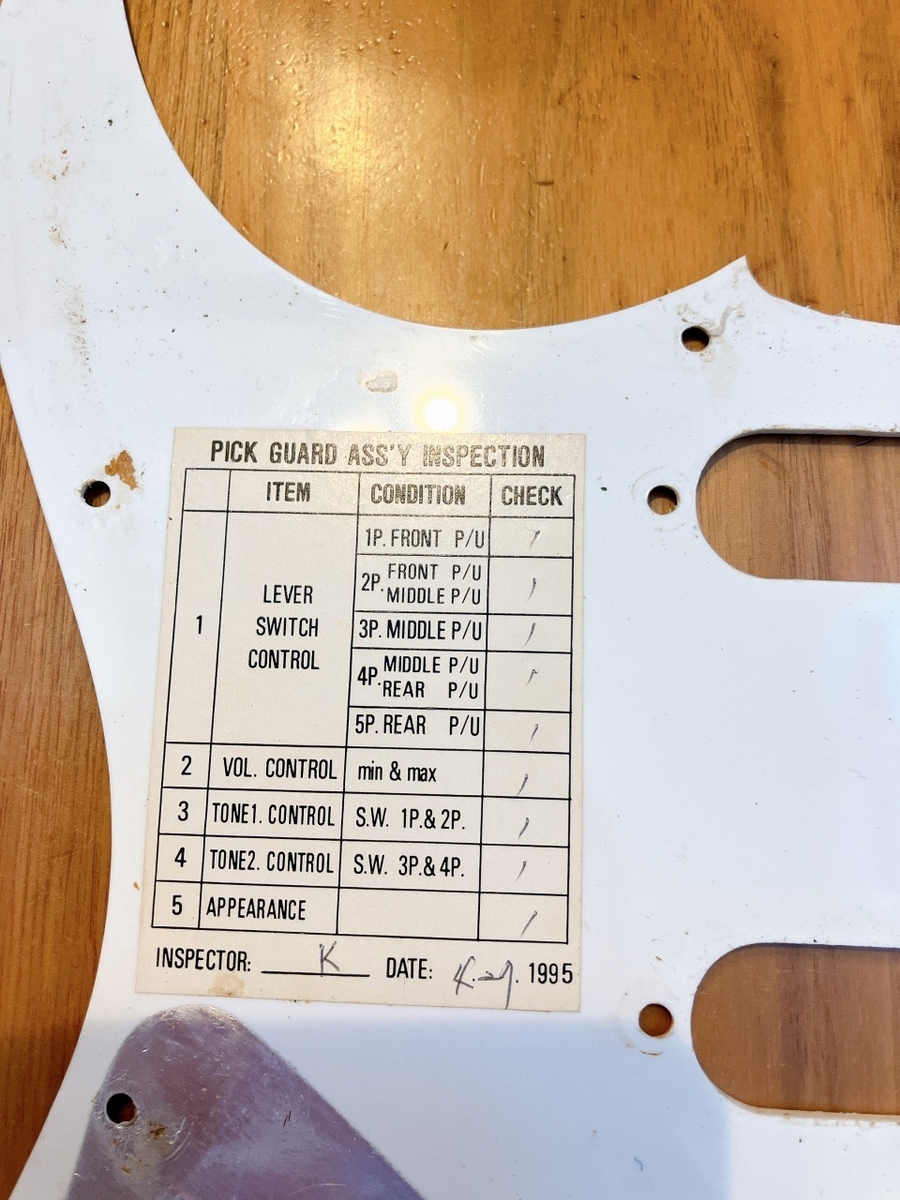 PICK GUARD ASS'Y INSPECTION
ITEM CONDITION CHECK
1 LEVER SWITCH CONTROL
1P. FRONT P/U
2P. FRONT P/U
MIDDLE P/U
3P. MIDDLE P/U
4P. MIDDLE P/U
REAR P/U
5P. REAR P/U
2 VOL. CONTROL min & max
3 TONE1. CONTROL S.W. 1P.& 2P.
4 TONE2. CONTROL S.W. 3P.& 4P.
5 APPEARANCE
INSPECTOR: K DATE: . 1995